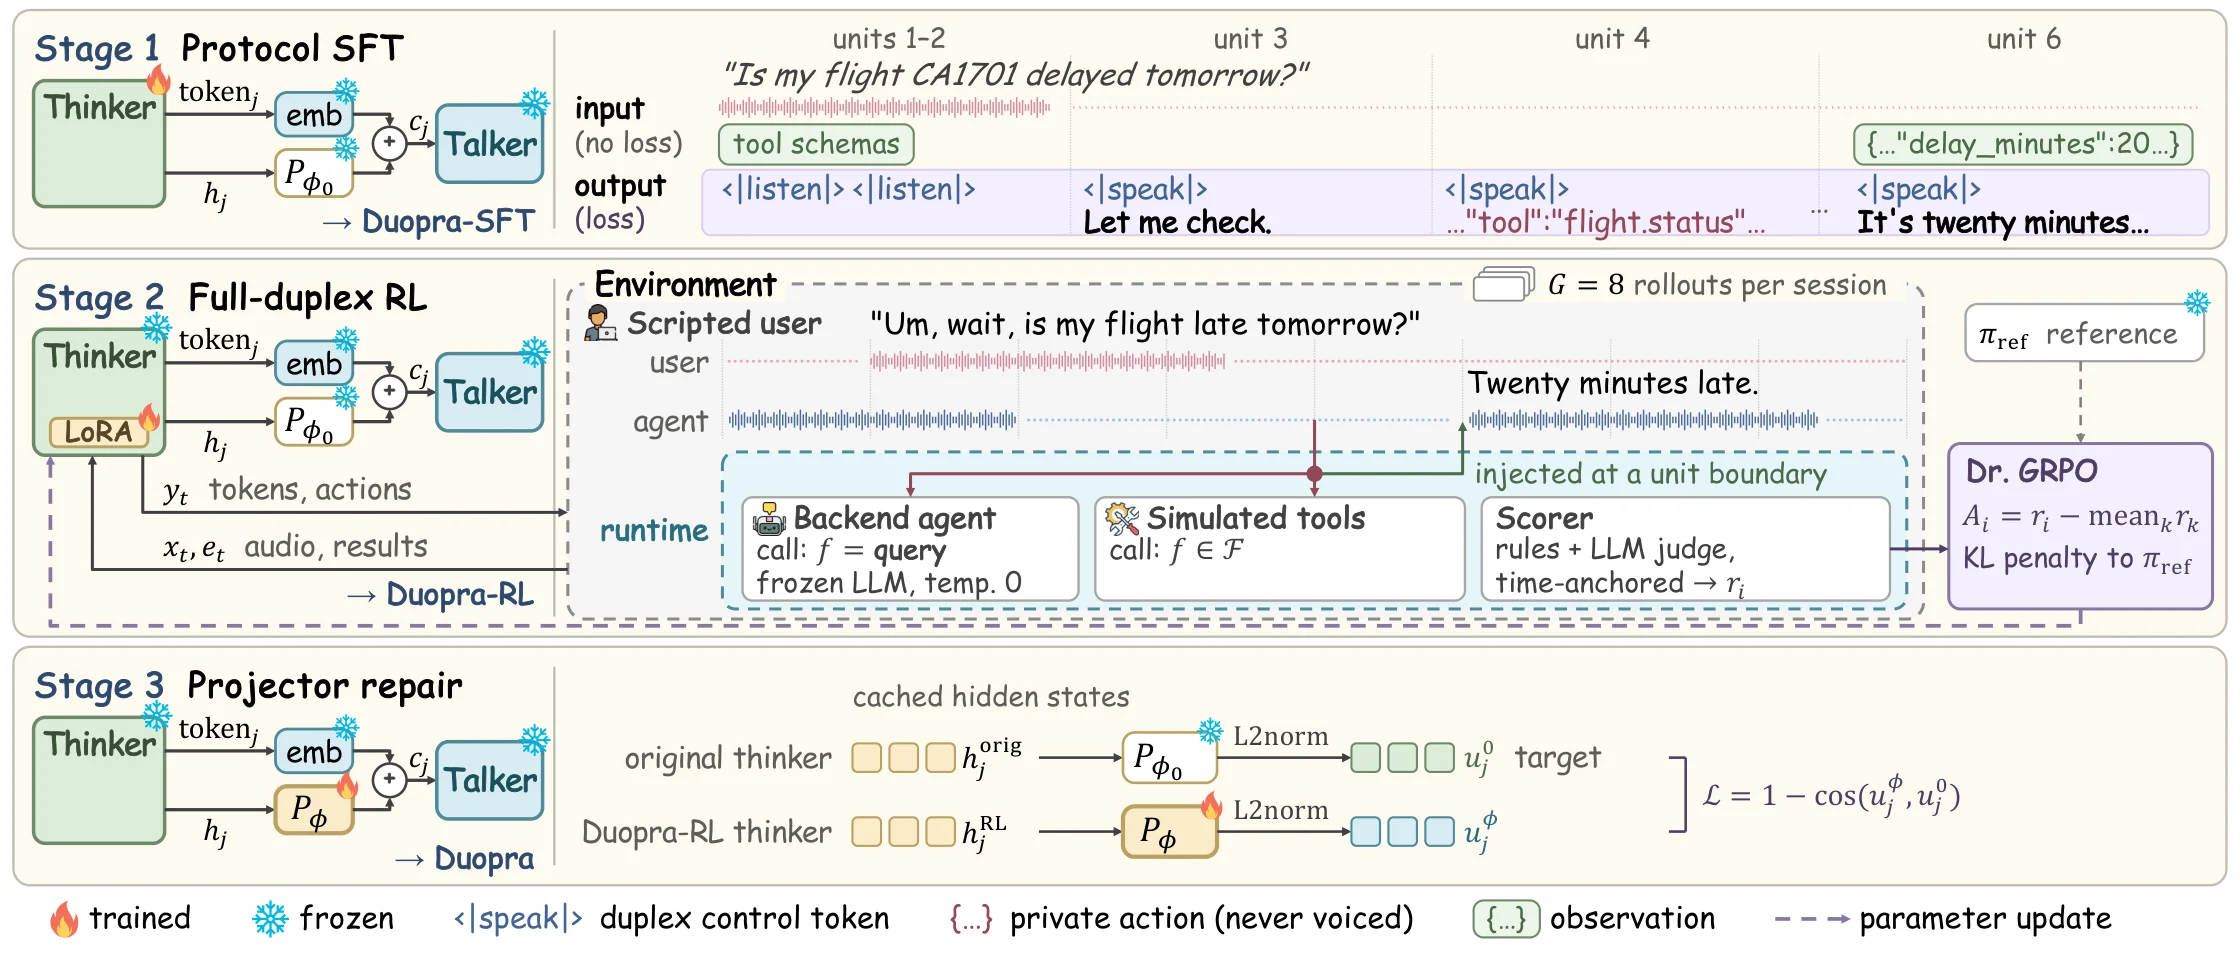 Stage 1 Protocol SFT
Thinker
token_j
emb
P_ϕ₀
h_j
+
c_j
Talker
→ Duopra-SFT
units 1–2
unit 3
unit 4
unit 6
"Is my flight CA1701 delayed tomorrow?"
input
(no loss)
tool schemas
{..."delay_minutes":20...}
output
(loss)
<|listen|> <|listen|>
<|speak|>
Let me check.
<|speak|>
..."tool":"flight.status"...
...
<|speak|>
It's twenty minutes...
Stage 2 Full-duplex RL
Thinker
LoRA
token_j
emb
P_ϕ₀
h_j
+
c_j
Talker
y_t tokens, actions
x_t, e_t audio, results
→ Duopra-RL
Environment
G = 8 rollouts per session
Scripted user
"Um, wait, is my flight late tomorrow?"
user
Twenty minutes late.
agent
injected at a unit boundary
runtime
Backend agent
call: f = query
frozen LLM, temp. 0
Simulated tools
call: f ∈ ℱ
Scorer
rules + LLM judge,
time-anchored → r_i
π_ref reference
Dr. GRPO
A_i = r_i − mean_k r_k
KL penalty to π_ref
Stage 3 Projector repair
Thinker
token_j
emb
P_ϕ
h_j
+
c_j
Talker
→ Duopra
cached hidden states
original thinker
h_j^orig
P_ϕ₀
L2norm
u_j^0 target
Duopra-RL thinker
h_j^RL
P_ϕ
L2norm
u_j^ϕ
ℒ = 1 − cos(u_j^ϕ, u_j^0)
trained
frozen
<|speak|> duplex control token
{...} private action (never voiced)
{...} observation
parameter update